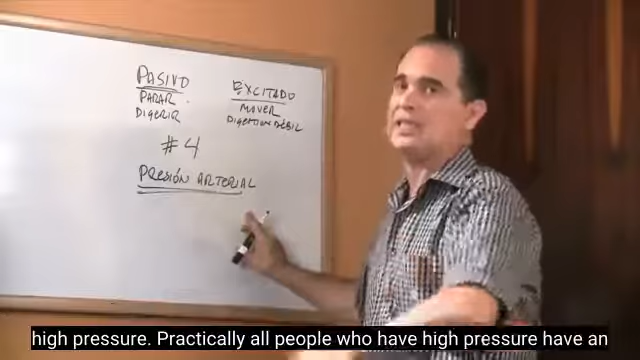 PASIVO
PARAR
DIGERIR
EXCITADO
MOVER
DIGESTION DÉBIL
#4
PRESIÓN ARTERIAL
high pressure. Practically all people who have high pressure have an